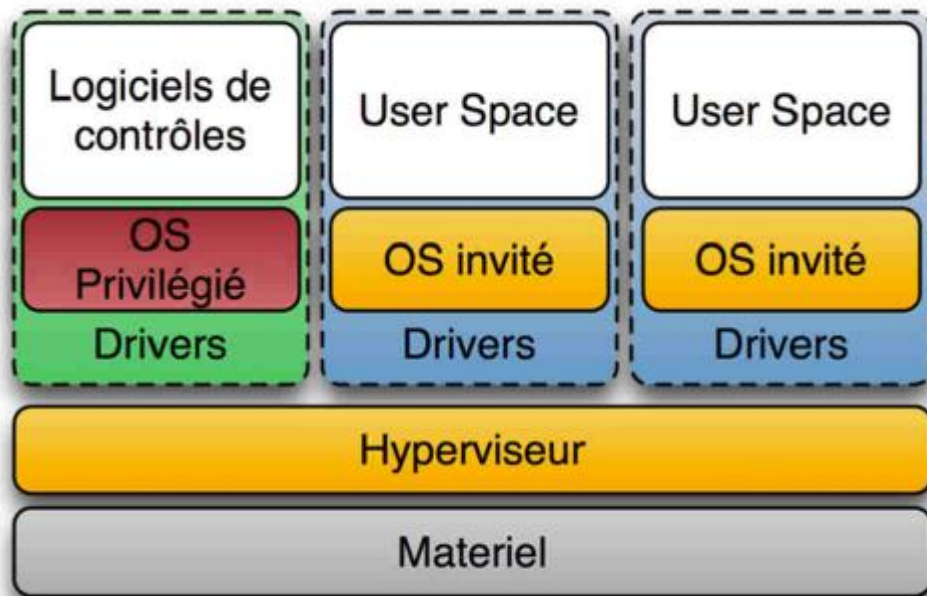 Logiciels de
contrôles
OS
Privilégié
Drivers
User Space
OS invité
Drivers
User Space
OS invité
Drivers
Hyperviseur
Materiel